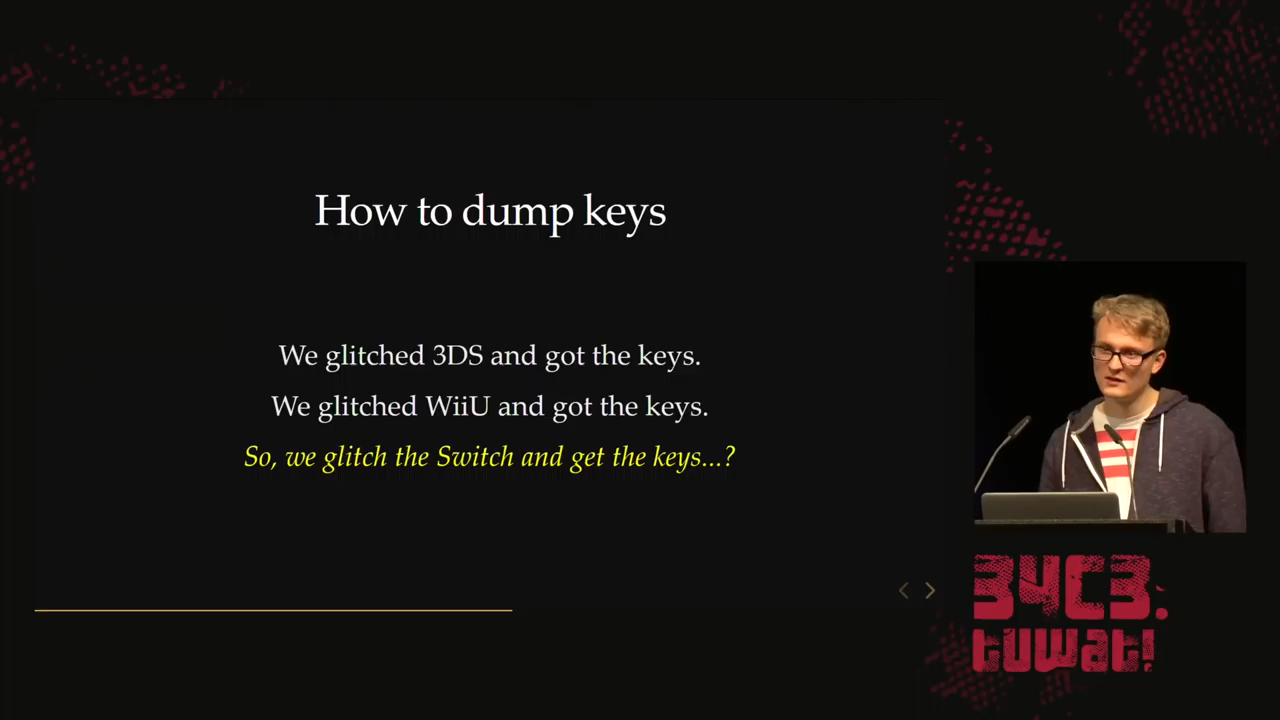 How to dump keys
We glitched 3DS and got the keys.
We glitched WiiU and got the keys.
So, we glitch the Switch and get the keys...?
34C3.
tuwat!